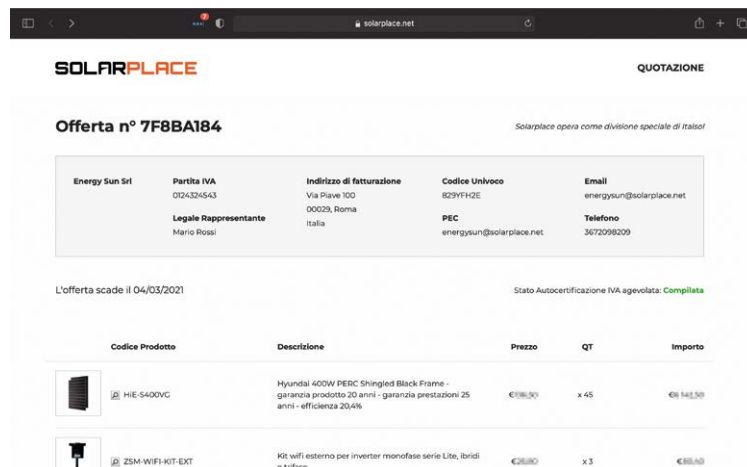 2
solarplace.net
SOLARPLACE
QUOTAZIONE
Offerta n° 7F8BA184
Solarplace opera come divisione speciale di Italsol
Energy Sun Srl
Partita IVA
0124324543
Legale Rappresentante
Mario Rossi
Indirizzo di fatturazione
Via Piave 100
00029, Roma
Italia
Codice Univoco
829YFH2E
PEC
energysun@solarplace.net
Email
energysun@solarplace.net
Telefono
3672098209
L'offerta scade il 04/03/2021
Stato Autocertificazione IVA agevolata: Compilata
Codice Prodotto
Descrizione
Prezzo
QT
Importo
HiE-S400VG
Hyundai 400W PERC Shingled Black Frame -
garanzia prodotto 20 anni - garanzia prestazioni 25
anni - efficienza 20,4%
€
x 45
€
ZSM-WIFI-KIT-EXT
Kit wifi esterno per inverter monofase serie Lite, ibridi
e trifase
€
x 3
€